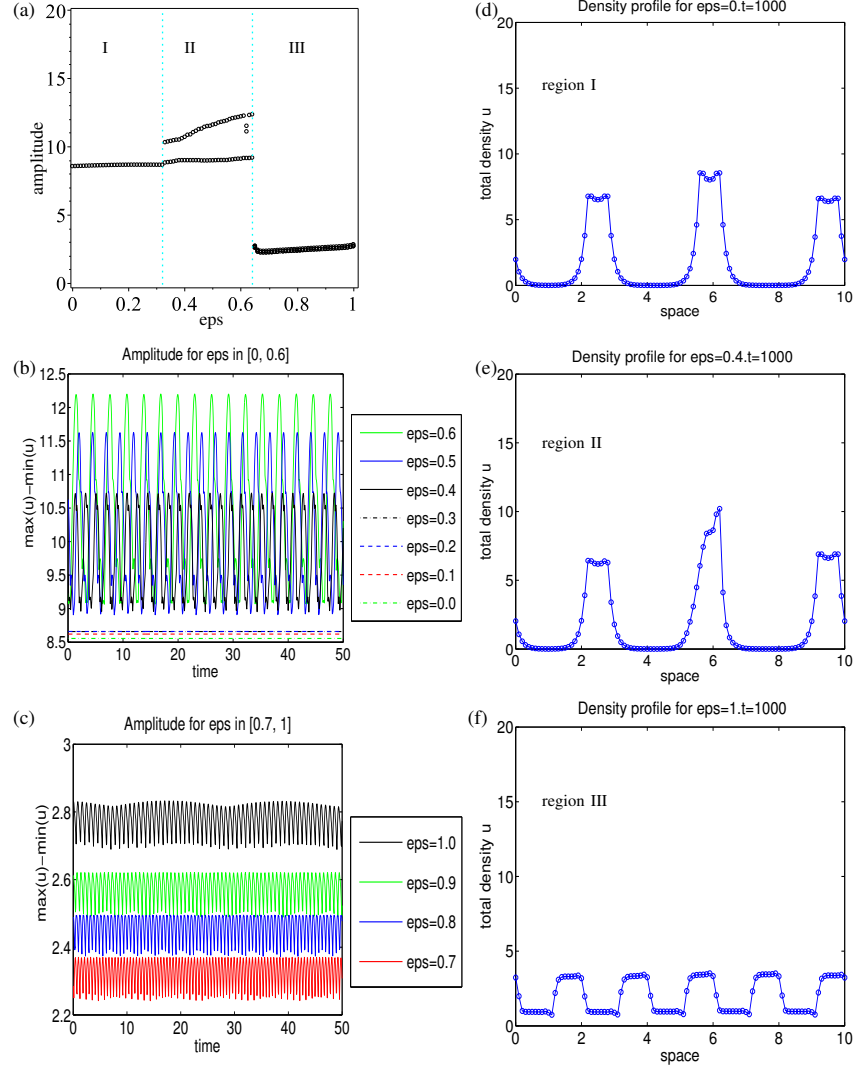 (a)
20
15
10
5
0
amplitude
I
II
III
0
0.2
0.4
0.6
0.8
1
eps
(b)
Amplitude for eps in [0, 0.6]
12.5
12
11.5
11
10.5
10
9.5
9
8.5
max(u)−min(u)
0
10
20
30
40
50
time
eps=0.6
eps=0.5
eps=0.4
eps=0.3
eps=0.2
eps=0.1
eps=0.0
(c)
Amplitude for eps in [0.7, 1]
3
2.8
2.6
2.4
2.2
max(u)−min(u)
0
10
20
30
40
50
time
eps=1.0
eps=0.9
eps=0.8
eps=0.7
(d)
Density profile for eps=0.t=1000
20
15
10
5
0
total density u
region I
0
2
4
6
8
10
space
(e)
Density profile for eps=0.4.t=1000
20
15
10
5
0
total density u
region II
0
2
4
6
8
10
space
(f)
Density profile for eps=1.t=1000
20
15
10
5
0
total density u
region III
0
2
4
6
8
10
space